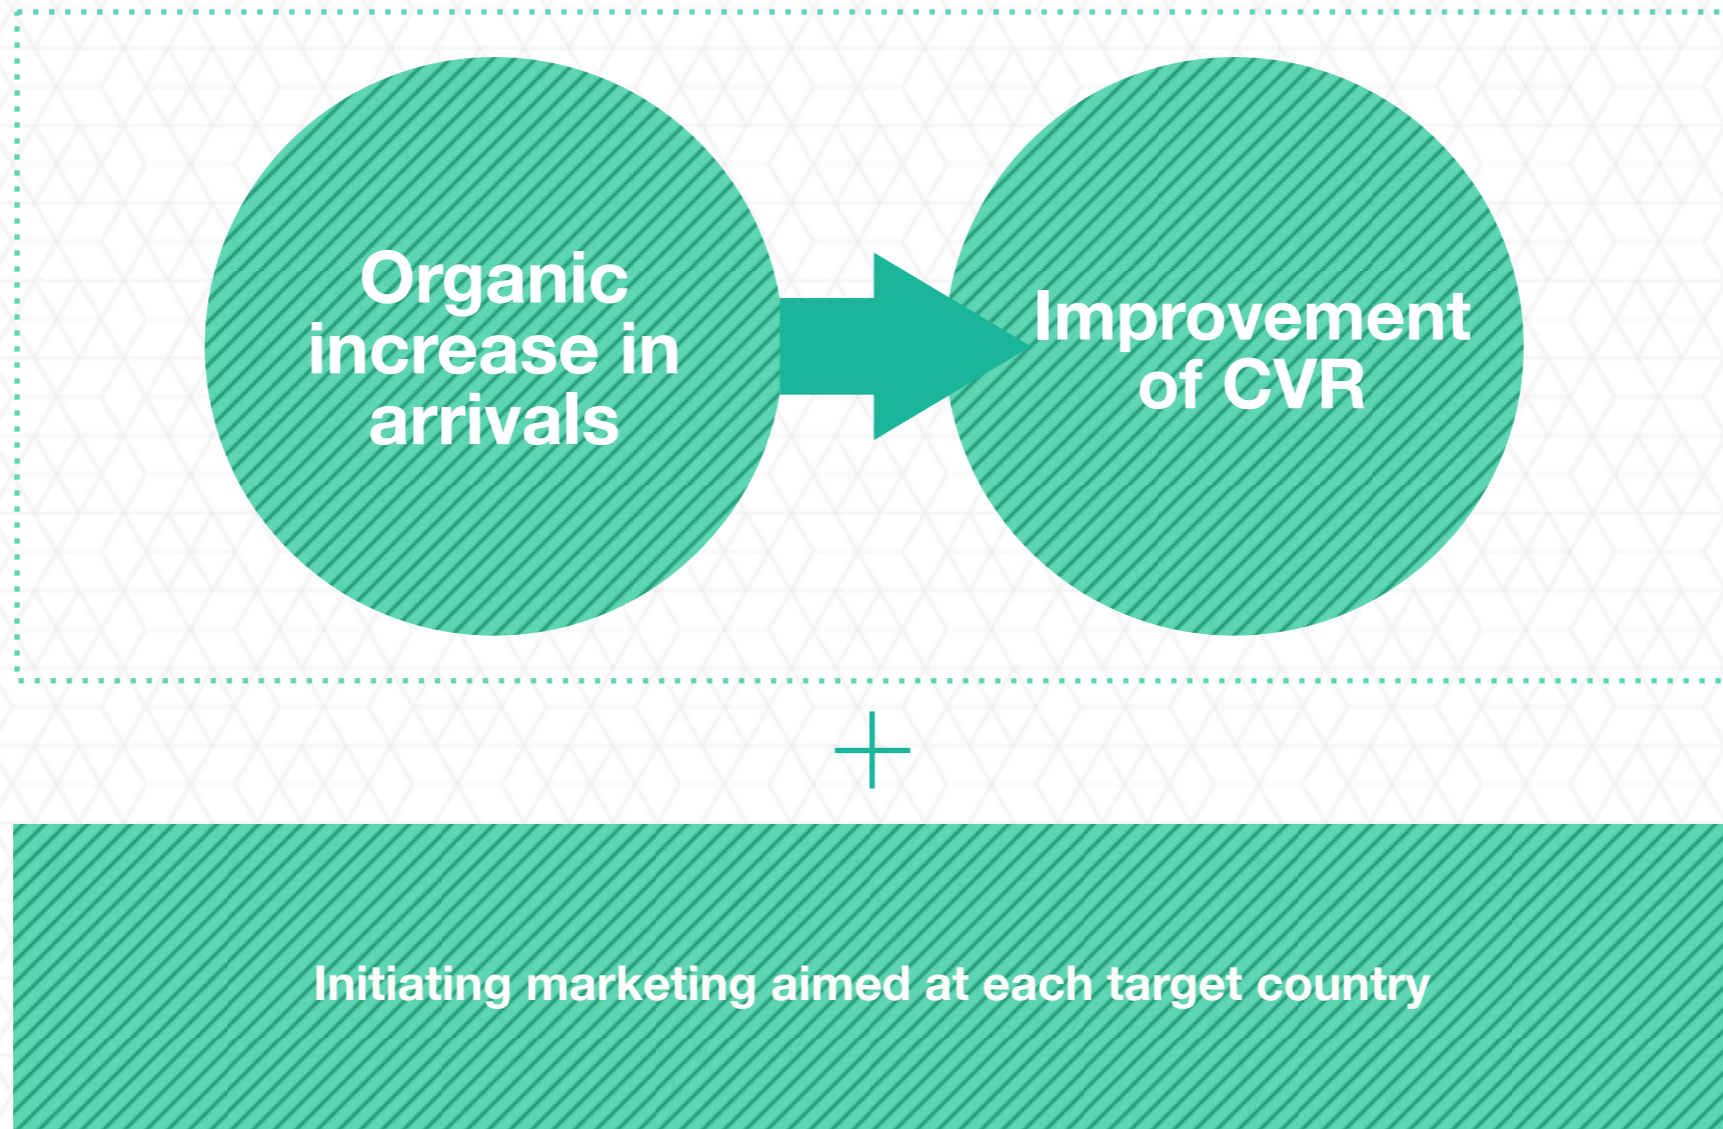 Organic
increase in
arrivals
Improvement
of CVR
Initiating marketing aimed at each target country